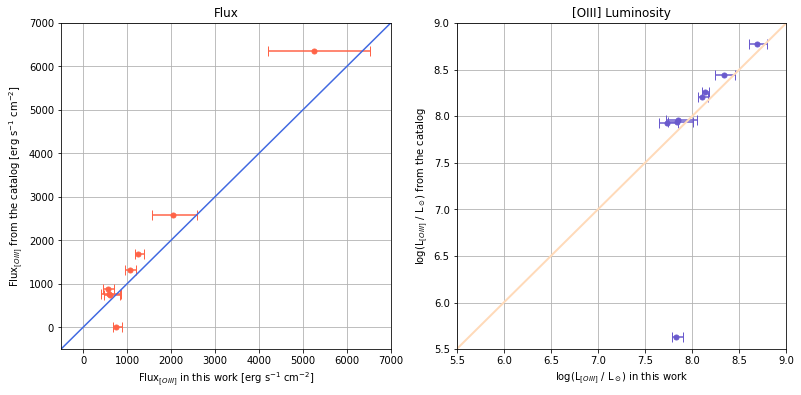 Flux
7000
6000
5000
4000
3000
2000
1000
0
Flux[OIII] from the catalog [erg s−1 cm−2]
0 1000 2000 3000 4000 5000 6000 7000
Flux[OIII] in this work [erg s−1 cm−2]
[OIII] Luminosity
9.0
8.5
8.0
7.5
7.0
6.5
6.0
5.5
log(L[OIII] / L⊙) from the catalog
5.5 6.0 6.5 7.0 7.5 8.0 8.5 9.0
log(L[OIII] / L⊙) in this work